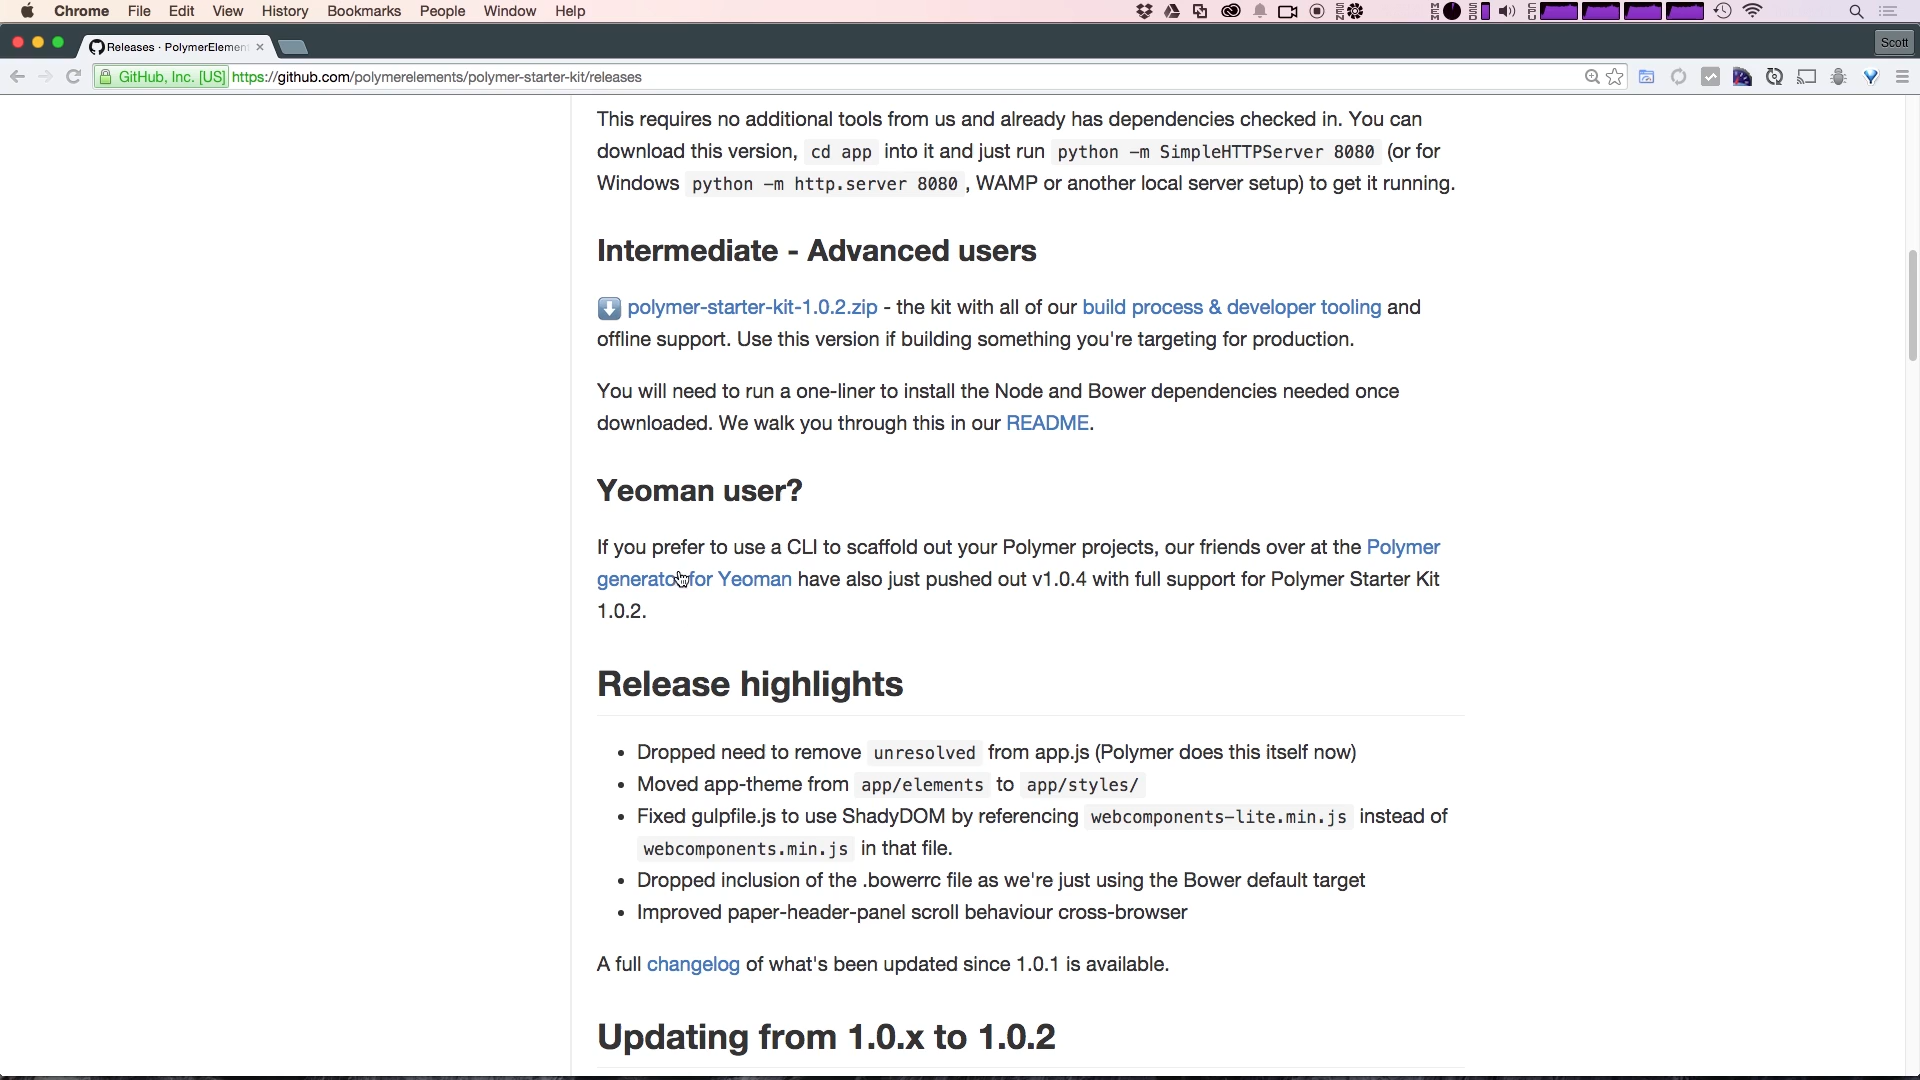 Chrome File Edit View History Bookmarks People Window Help
Releases · PolymerElemen
Scott
GitHub, Inc. [US] https://github.com/polymerelements/polymer-starter-kit/releases
This requires no additional tools from us and already has dependencies checked in. You can
download this version, cd app into it and just run python -m SimpleHTTPServer 8080 (or for
Windows python -m http.server 8080 , WAMP or another local server setup) to get it running.
Intermediate - Advanced users
polymer-starter-kit-1.0.2.zip - the kit with all of our build process & developer tooling and
offline support. Use this version if building something you're targeting for production.
You will need to run a one-liner to install the Node and Bower dependencies needed once
downloaded. We walk you through this in our README.
Yeoman user?
If you prefer to use a CLI to scaffold out your Polymer projects, our friends over at the Polymer
generator for Yeoman have also just pushed out v1.0.4 with full support for Polymer Starter Kit
1.0.2.
Release highlights
• Dropped need to remove unresolved from app.js (Polymer does this itself now)
• Moved app-theme from app/elements to app/styles/
• Fixed gulpfile.js to use ShadyDOM by referencing webcomponents-lite.min.js instead of
webcomponents.min.js in that file.
• Dropped inclusion of the .bowerrc file as we're just using the Bower default target
• Improved paper-header-panel scroll behaviour cross-browser
A full changelog of what's been updated since 1.0.1 is available.
Updating from 1.0.x to 1.0.2